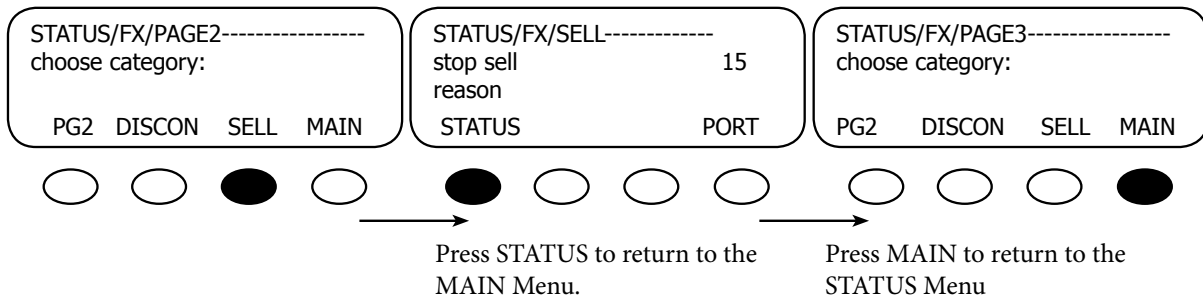 STATUS/FX/PAGE2-----------------
choose category:
PG2 DISCON SELL MAIN
STATUS/FX/SELL-------------
stop sell 15
reason
STATUS PORT
Press STATUS to return to the
MAIN Menu.
STATUS/FX/PAGE3-----------------
choose category:
PG2 DISCON SELL MAIN
Press MAIN to return to the
STATUS Menu